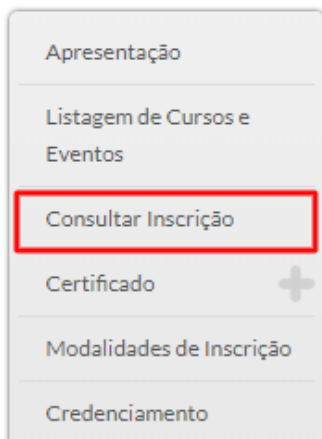 Apresentação
Listagem de Cursos e
Eventos
Consultar Inscrição
Certificado
Modalidades de Inscrição
Credenciamento